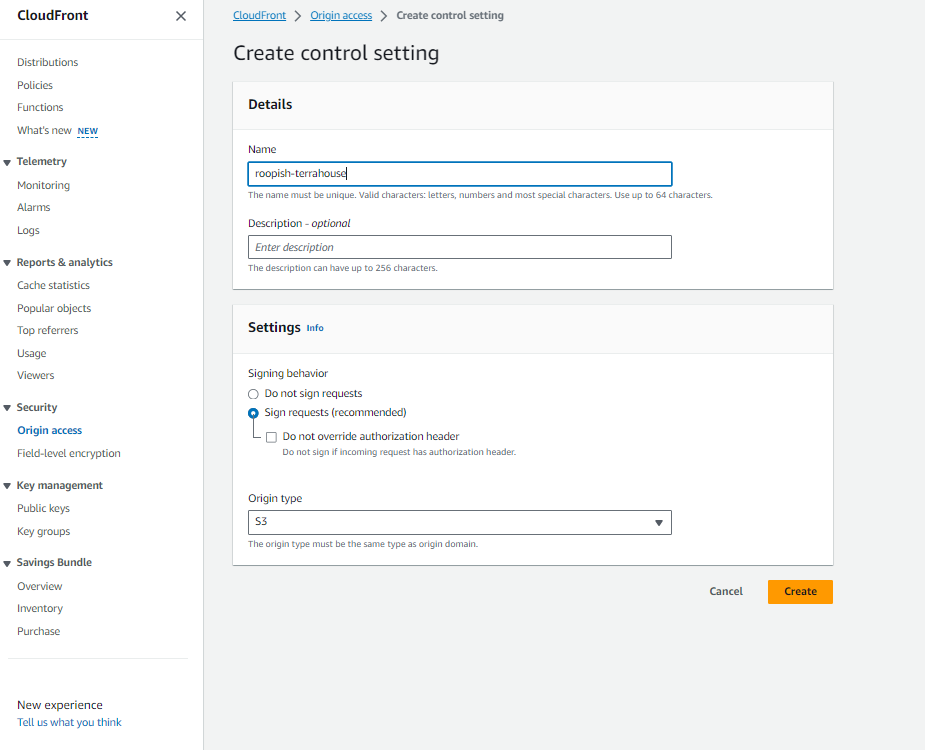 CloudFront
Distributions
Policies
Functions
What's new NEW
Telemetry
Monitoring
Alarms
Logs
Reports & analytics
Cache statistics
Popular objects
Top referrers
Usage
Viewers
Security
Origin access
Field-level encryption
Key management
Public keys
Key groups
Savings Bundle
Overview
Inventory
Purchase
New experience
Tell us what you think
CloudFront > Origin access > Create control setting
Create control setting
Details
Name
roopish-terrahouse
The name must be unique. Valid characters: letters, numbers and most special characters. Use up to 64 characters.
Description - optional
Enter description
The description can have up to 256 characters.
Settings Info
Signing behavior
Do not sign requests
Sign requests (recommended)
Do not override authorization header
Do not sign if incoming request has authorization header.
Origin type
S3
The origin type must be the same type as origin domain.
Cancel Create